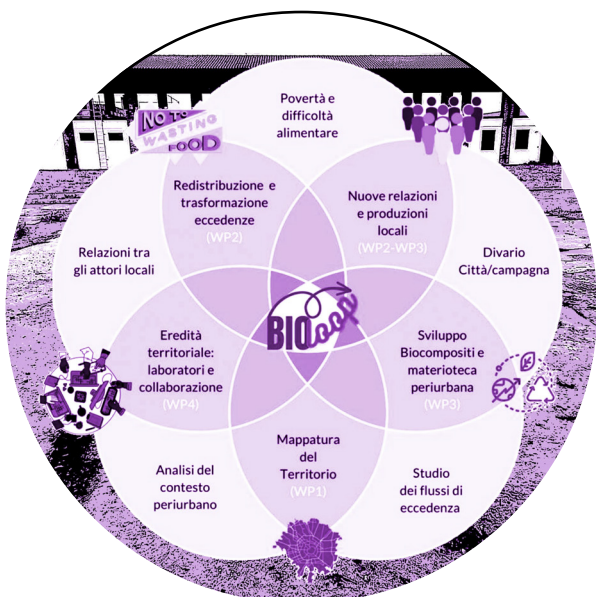 Povertà e
difficoltà
alimentare
NO TO
WASTING
FOOD
Redistribuzione e
trasformazione
eccedenze
(WP2)
Nuove relazioni
e produzioni
locali
(WP2-WP3)
Relazioni tra
gli attori locali
Divario
Città/campagna
BIOloop
Eredità
territoriale:
laboratori e
collaborazione
(WP4)
Sviluppo
Biocompositi e
materioteca
periurbana
(WP3)
Mappatura
del
Territorio
(WP1)
Analisi del
contesto
periurbano
Studio
dei flussi di
eccedenza